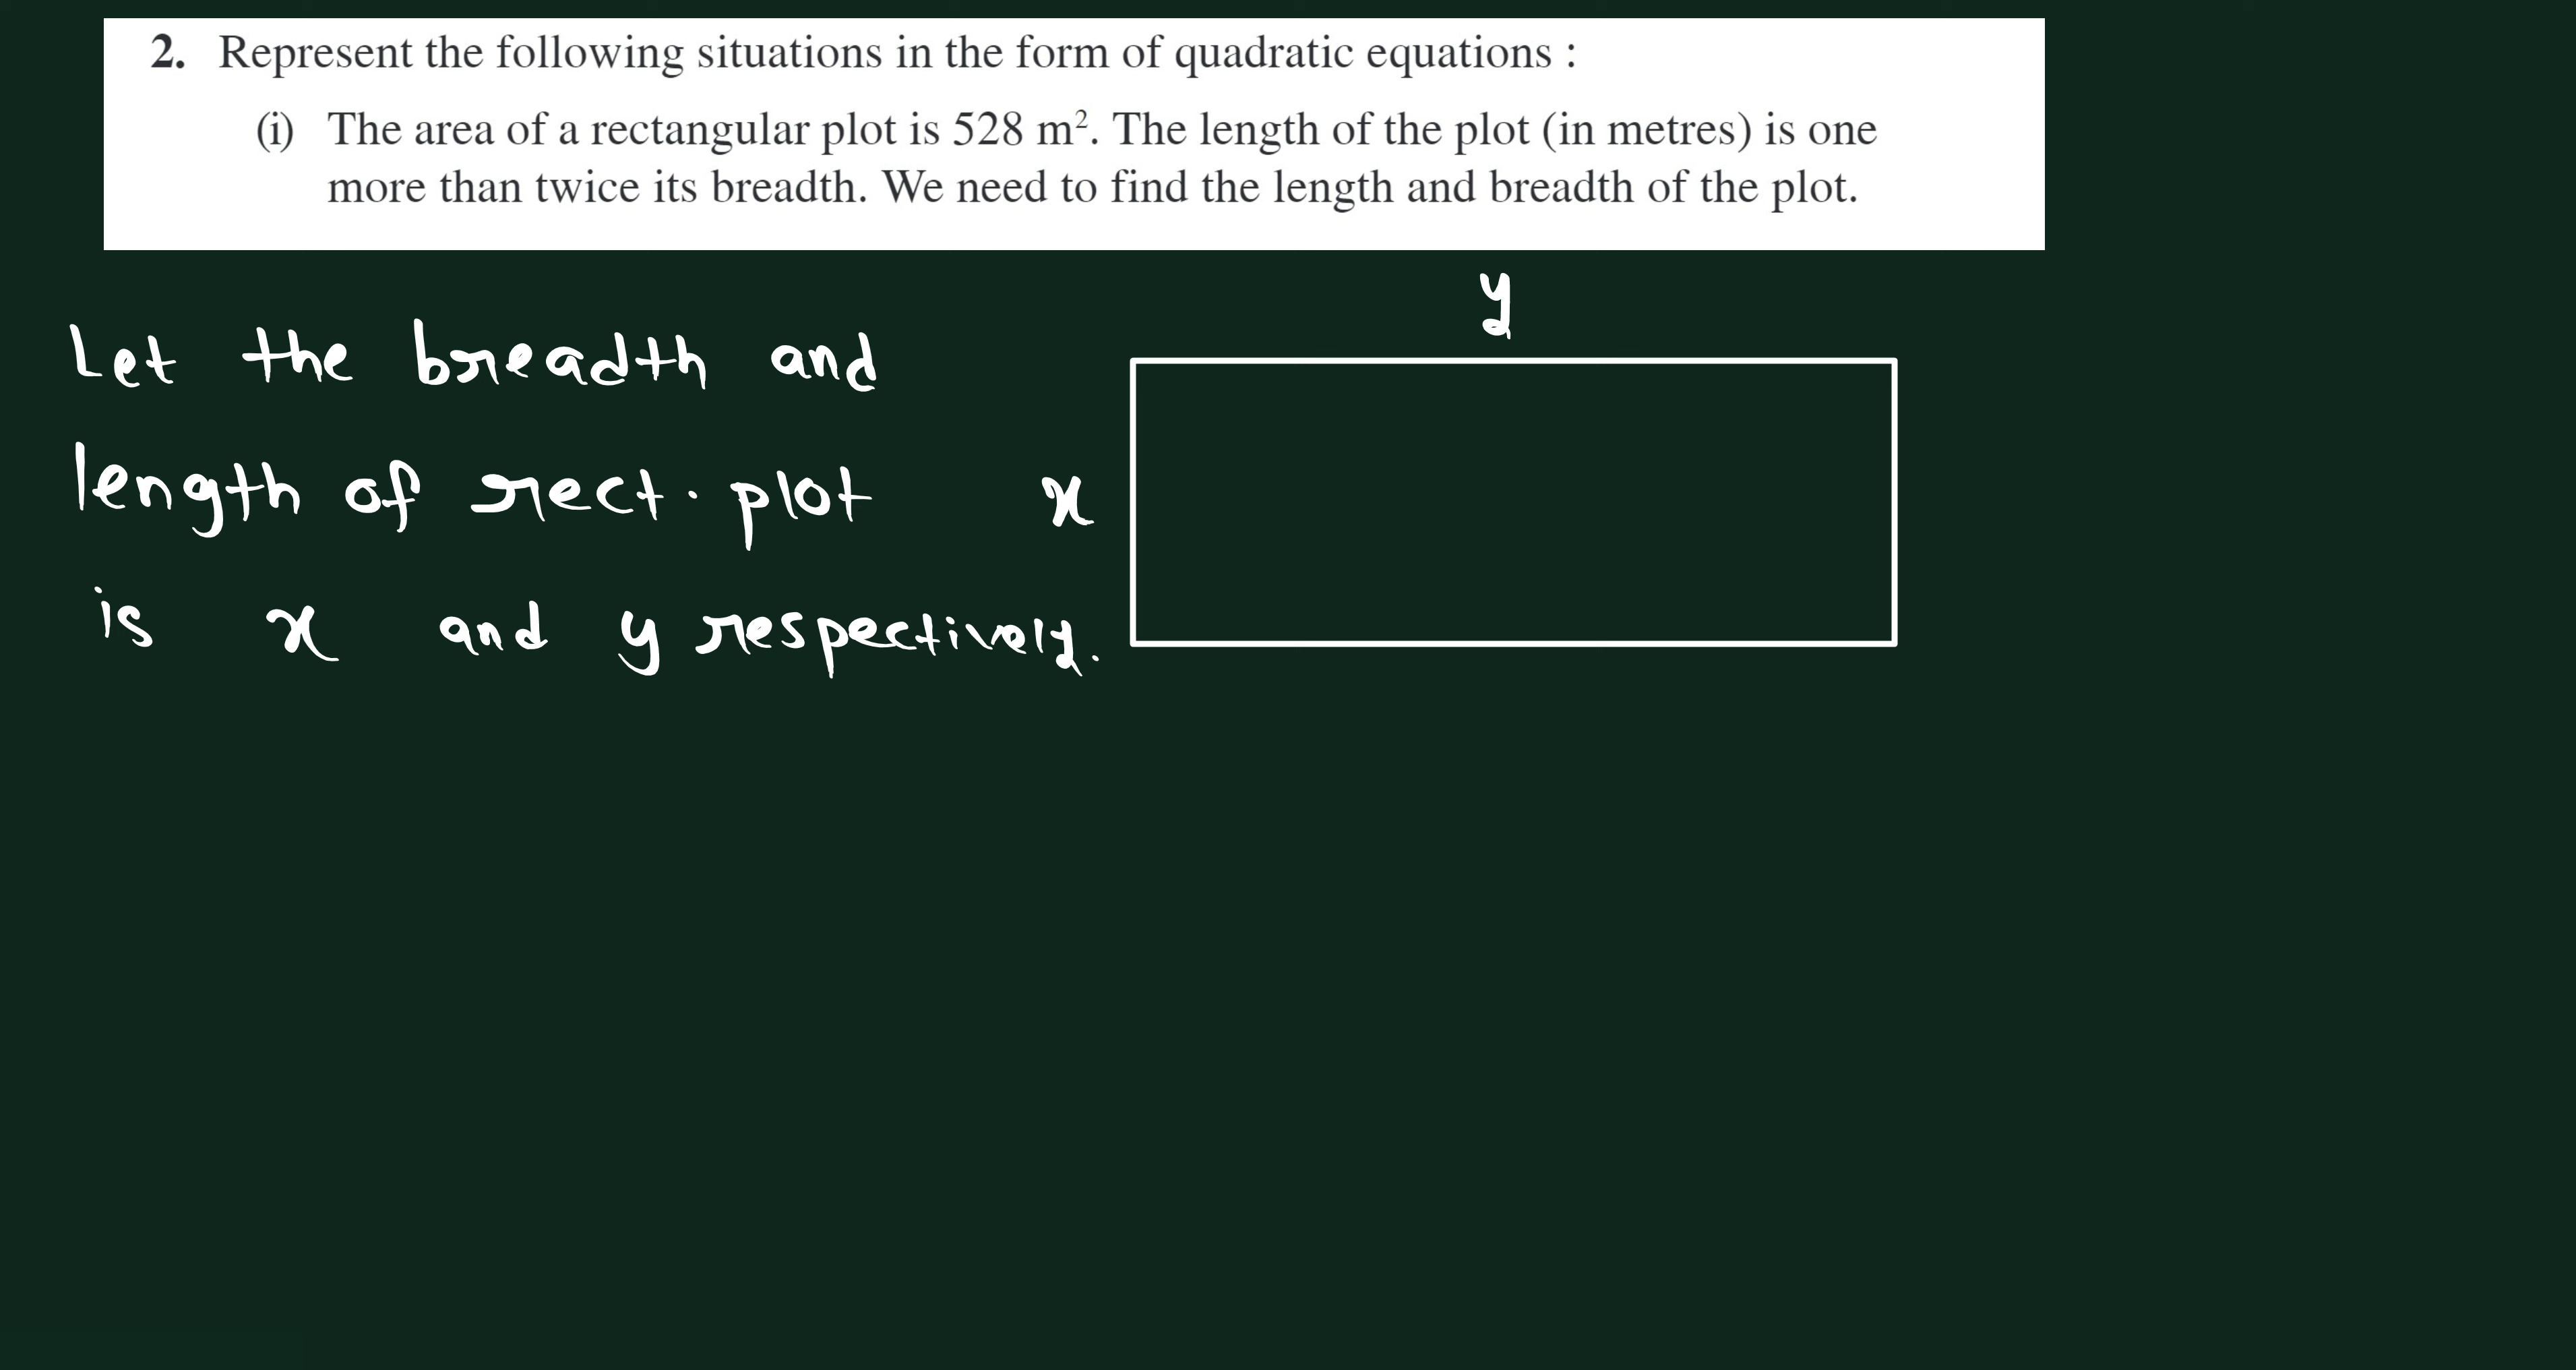 2. Represent the following situations in the form of quadratic equations :
(i) The area of a rectangular plot is 528 m². The length of the plot (in metres) is one
more than twice its breadth. We need to find the length and breadth of the plot.
y
Let the breadth and
length of rect. plot
x
is x and y respectively.